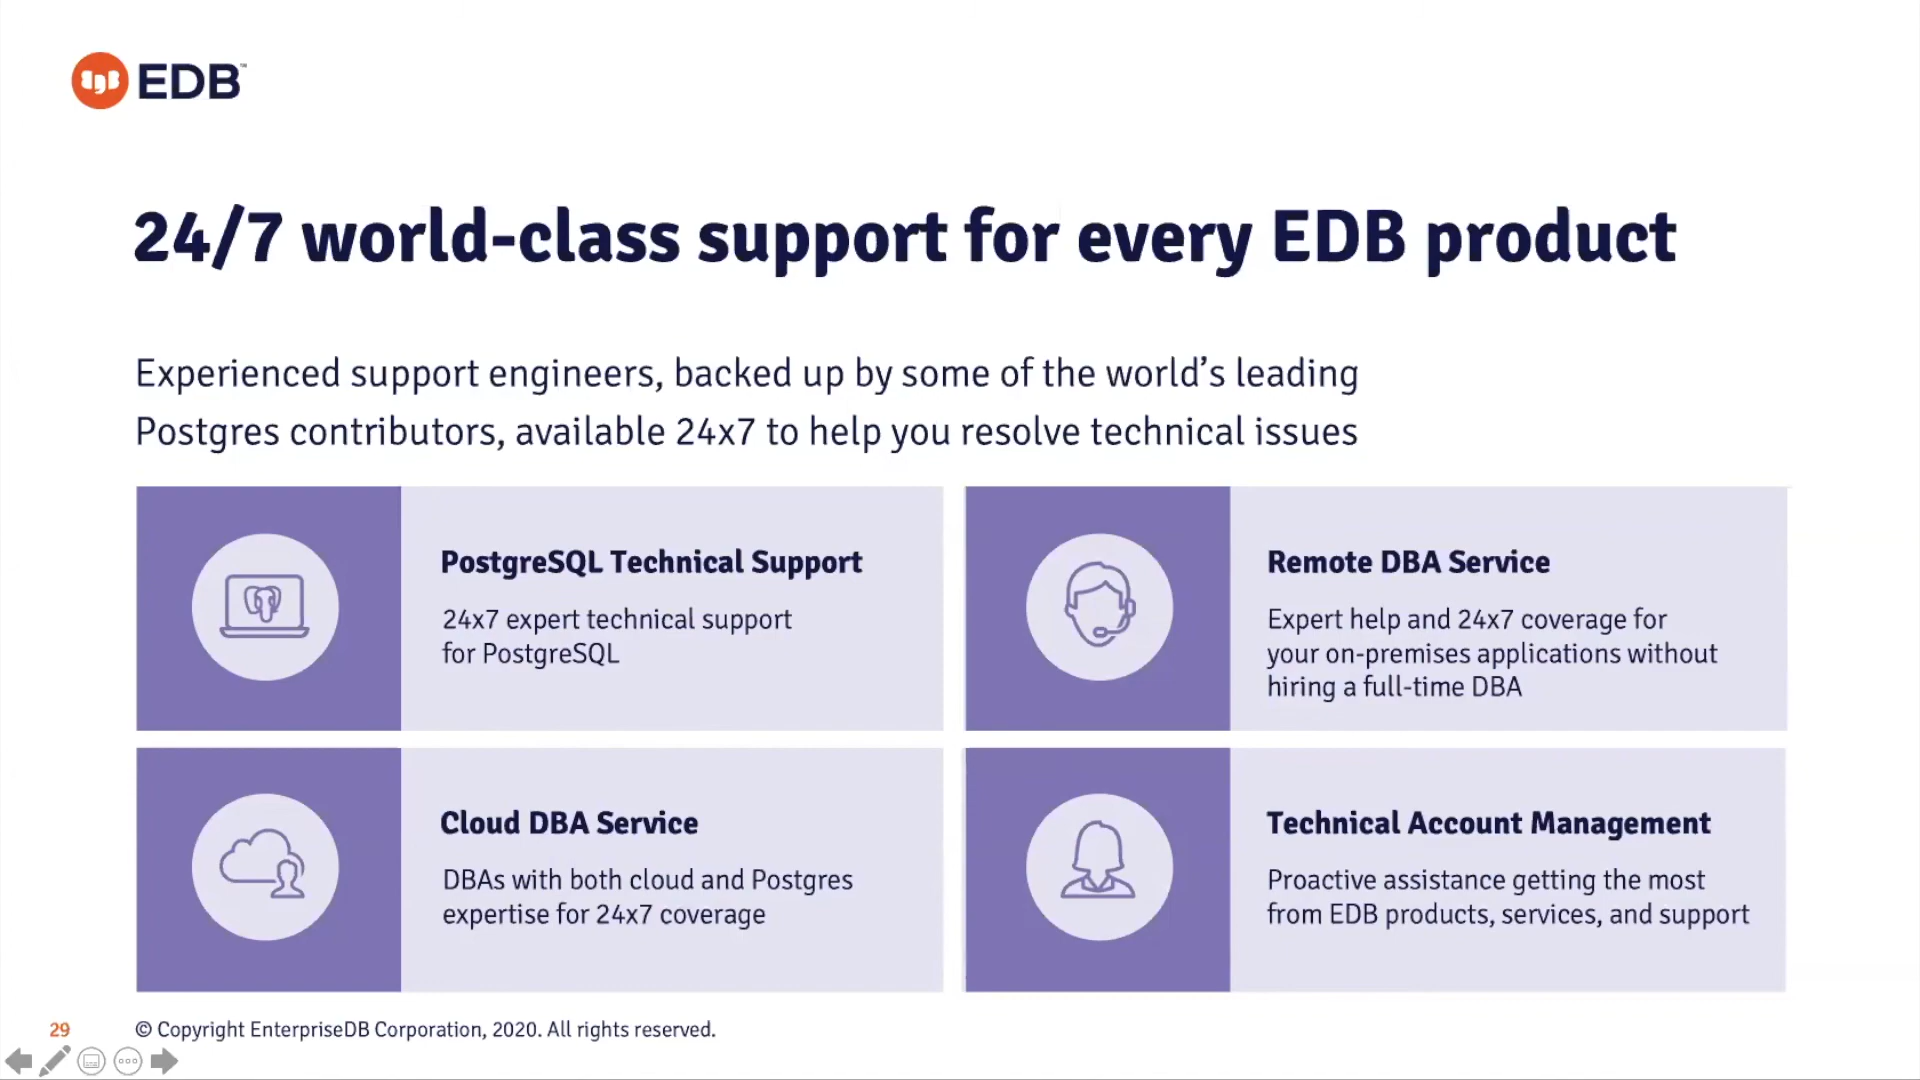 EDB™
24/7 world-class support for every EDB product
Experienced support engineers, backed up by some of the world’s leading
Postgres contributors, available 24x7 to help you resolve technical issues
PostgreSQL Technical Support
24x7 expert technical support
for PostgreSQL
Remote DBA Service
Expert help and 24x7 coverage for
your on-premises applications without
hiring a full-time DBA
Cloud DBA Service
DBAs with both cloud and Postgres
expertise for 24x7 coverage
Technical Account Management
Proactive assistance getting the most
from EDB products, services, and support
29
© Copyright EnterpriseDB Corporation, 2020. All rights reserved.